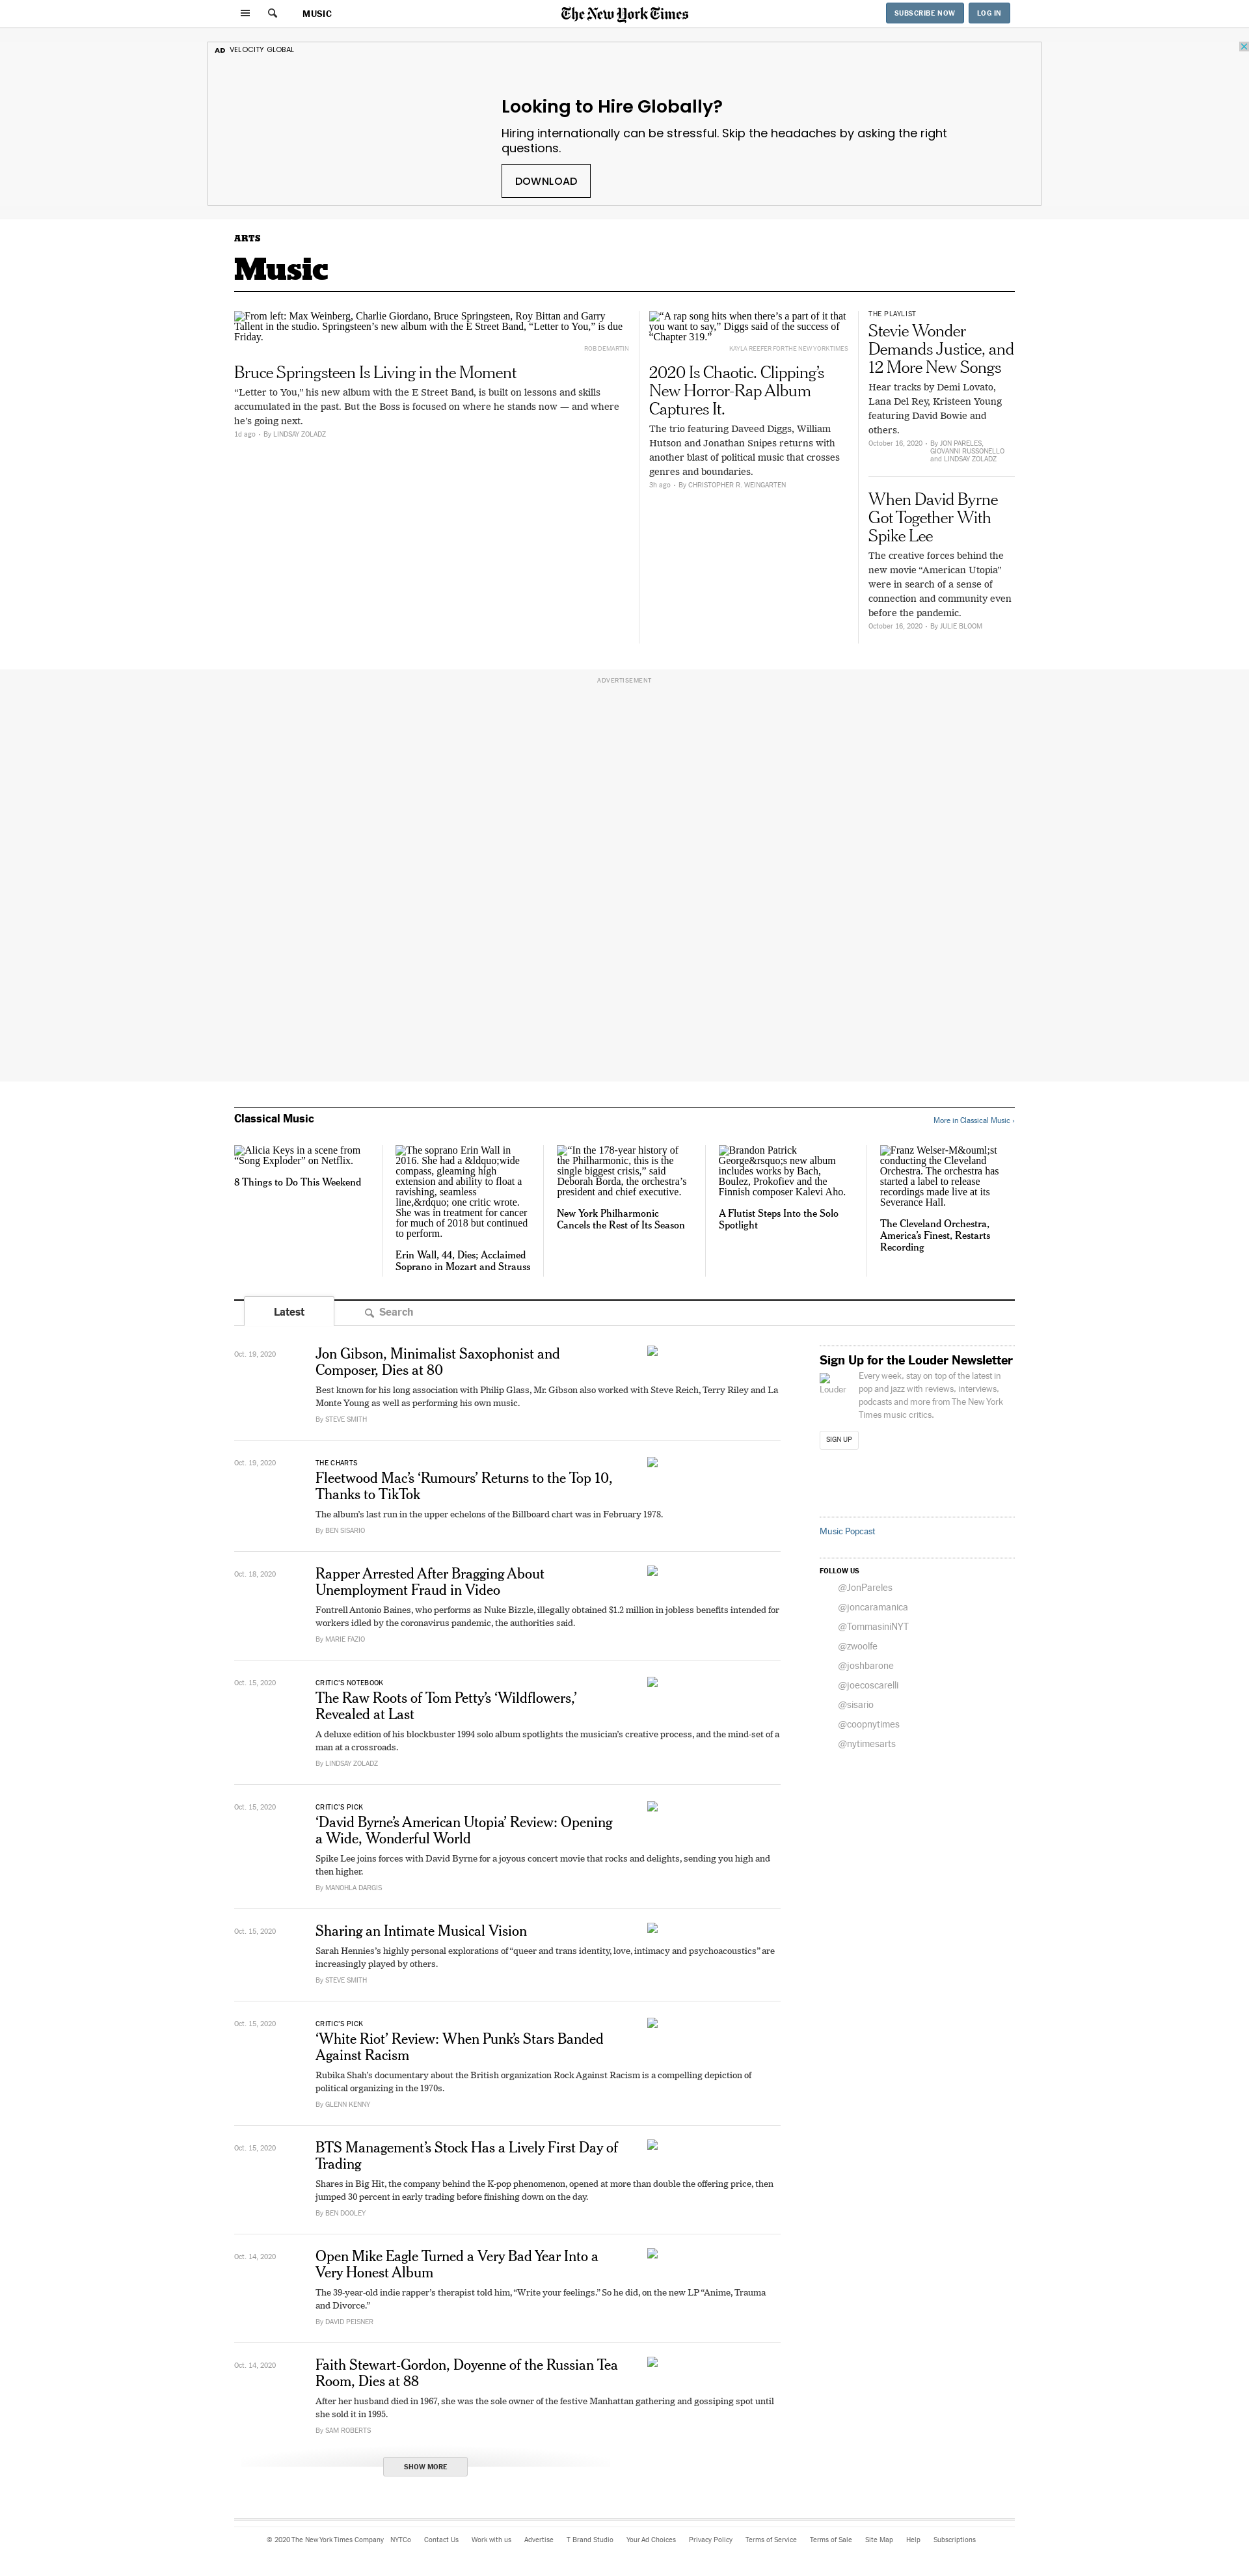 MUSIC
The New York Times
SUBSCRIBE NOW
LOG IN
AD VELOCITY GLOBAL
Looking to Hire Globally?
Hiring internationally can be stressful. Skip the headaches by asking the right
questions.
DOWNLOAD
ARTS
Music
From left: Max Weinberg, Charlie Giordano, Bruce Springsteen, Roy Bittan and Garry
Tallent in the studio. Springsteen’s new album with the E Street Band, “Letter to You,” is due
Friday.
ROB DEMARTIN
Bruce Springsteen Is Living in the Moment
“Letter to You,” his new album with the E Street Band, is built on lessons and skills
accumulated in the past. But the Boss is focused on where he stands now — and where
he’s going next.
1d ago • By LINDSAY ZOLADZ
“A rap song hits when there’s a part of it that
you want to say,” Diggs said of the success of
“Chapter 319.”
KAYLA REEFER FOR THE NEW YORK TIMES
2020 Is Chaotic. Clipping’s
New Horror-Rap Album
Captures It.
The trio featuring Daveed Diggs, William
Hutson and Jonathan Snipes returns with
another blast of political music that crosses
genres and boundaries.
3h ago • By CHRISTOPHER R. WEINGARTEN
THE PLAYLIST
Stevie Wonder
Demands Justice, and
12 More New Songs
Hear tracks by Demi Lovato,
Lana Del Rey, Kristeen Young
featuring David Bowie and
others.
October 16, 2020 • By JON PARELES,
GIOVANNI RUSSONELLO
and LINDSAY ZOLADZ
When David Byrne
Got Together With
Spike Lee
The creative forces behind the
new movie “American Utopia”
were in search of a sense of
connection and community even
before the pandemic.
October 16, 2020 • By JULIE BLOOM
ADVERTISEMENT
Classical Music
More in Classical Music ›
Alicia Keys in a scene from
“Song Exploder” on Netflix.
8 Things to Do This Weekend
The soprano Erin Wall in
2016. She had a &ldquo;wide
compass, gleaming high
extension and ability to float a
ravishing, seamless
line,&rdquo; one critic wrote.
She was in treatment for cancer
for much of 2018 but continued
to perform.
Erin Wall, 44, Dies; Acclaimed
Soprano in Mozart and Strauss
“In the 178-year history of
the Philharmonic, this is the
single biggest crisis,” said
Deborah Borda, the orchestra’s
president and chief executive.
New York Philharmonic
Cancels the Rest of Its Season
Brandon Patrick
George&rsquo;s new album
includes works by Bach,
Boulez, Prokofiev and the
Finnish composer Kalevi Aho.
A Flutist Steps Into the Solo
Spotlight
Franz Welser-M&ouml;st
conducting the Cleveland
Orchestra. The orchestra has
started a label to release
recordings made live at its
Severance Hall.
The Cleveland Orchestra,
America’s Finest, Restarts
Recording
Latest
Search
Oct. 19, 2020
Jon Gibson, Minimalist Saxophonist and
Composer, Dies at 80
Best known for his long association with Philip Glass, Mr. Gibson also worked with Steve Reich, Terry Riley and La
Monte Young as well as performing his own music.
By STEVE SMITH
Oct. 19, 2020
THE CHARTS
Fleetwood Mac’s ‘Rumours’ Returns to the Top 10,
Thanks to TikTok
The album’s last run in the upper echelons of the Billboard chart was in February 1978.
By BEN SISARIO
Oct. 18, 2020
Rapper Arrested After Bragging About
Unemployment Fraud in Video
Fontrell Antonio Baines, who performs as Nuke Bizzle, illegally obtained $1.2 million in jobless benefits intended for
workers idled by the coronavirus pandemic, the authorities said.
By MARIE FAZIO
Oct. 15, 2020
CRITIC’S NOTEBOOK
The Raw Roots of Tom Petty’s ‘Wildflowers,’
Revealed at Last
A deluxe edition of his blockbuster 1994 solo album spotlights the musician’s creative process, and the mind-set of a
man at a crossroads.
By LINDSAY ZOLADZ
Oct. 15, 2020
CRITIC’S PICK
‘David Byrne’s American Utopia’ Review: Opening
a Wide, Wonderful World
Spike Lee joins forces with David Byrne for a joyous concert movie that rocks and delights, sending you high and
then higher.
By MANOHLA DARGIS
Oct. 15, 2020
Sharing an Intimate Musical Vision
Sarah Hennies’s highly personal explorations of “queer and trans identity, love, intimacy and psychoacoustics” are
increasingly played by others.
By STEVE SMITH
Oct. 15, 2020
CRITIC’S PICK
‘White Riot’ Review: When Punk’s Stars Banded
Against Racism
Rubika Shah’s documentary about the British organization Rock Against Racism is a compelling depiction of
political organizing in the 1970s.
By GLENN KENNY
Oct. 15, 2020
BTS Management’s Stock Has a Lively First Day of
Trading
Shares in Big Hit, the company behind the K-pop phenomenon, opened at more than double the offering price, then
jumped 30 percent in early trading before finishing down on the day.
By BEN DOOLEY
Oct. 14, 2020
Open Mike Eagle Turned a Very Bad Year Into a
Very Honest Album
The 39-year-old indie rapper’s therapist told him, “Write your feelings.” So he did, on the new LP “Anime, Trauma
and Divorce.”
By DAVID PEISNER
Oct. 14, 2020
Faith Stewart-Gordon, Doyenne of the Russian Tea
Room, Dies at 88
After her husband died in 1967, she was the sole owner of the festive Manhattan gathering and gossiping spot until
she sold it in 1995.
By SAM ROBERTS
SHOW MORE
Sign Up for the Louder Newsletter
Louder
Every week, stay on top of the latest in
pop and jazz with reviews, interviews,
podcasts and more from The New York
Times music critics.
SIGN UP
Music Popcast
FOLLOW US
@JonPareles
@joncaramanica
@TommasiniNYT
@zwoolfe
@joshbarone
@joecoscarelli
@sisario
@coopnytimes
@nytimesarts
© 2020 The New York Times Company NYTCo Contact Us Work with us Advertise T Brand Studio Your Ad Choices Privacy Policy Terms of Service Terms of Sale Site Map Help Subscriptions